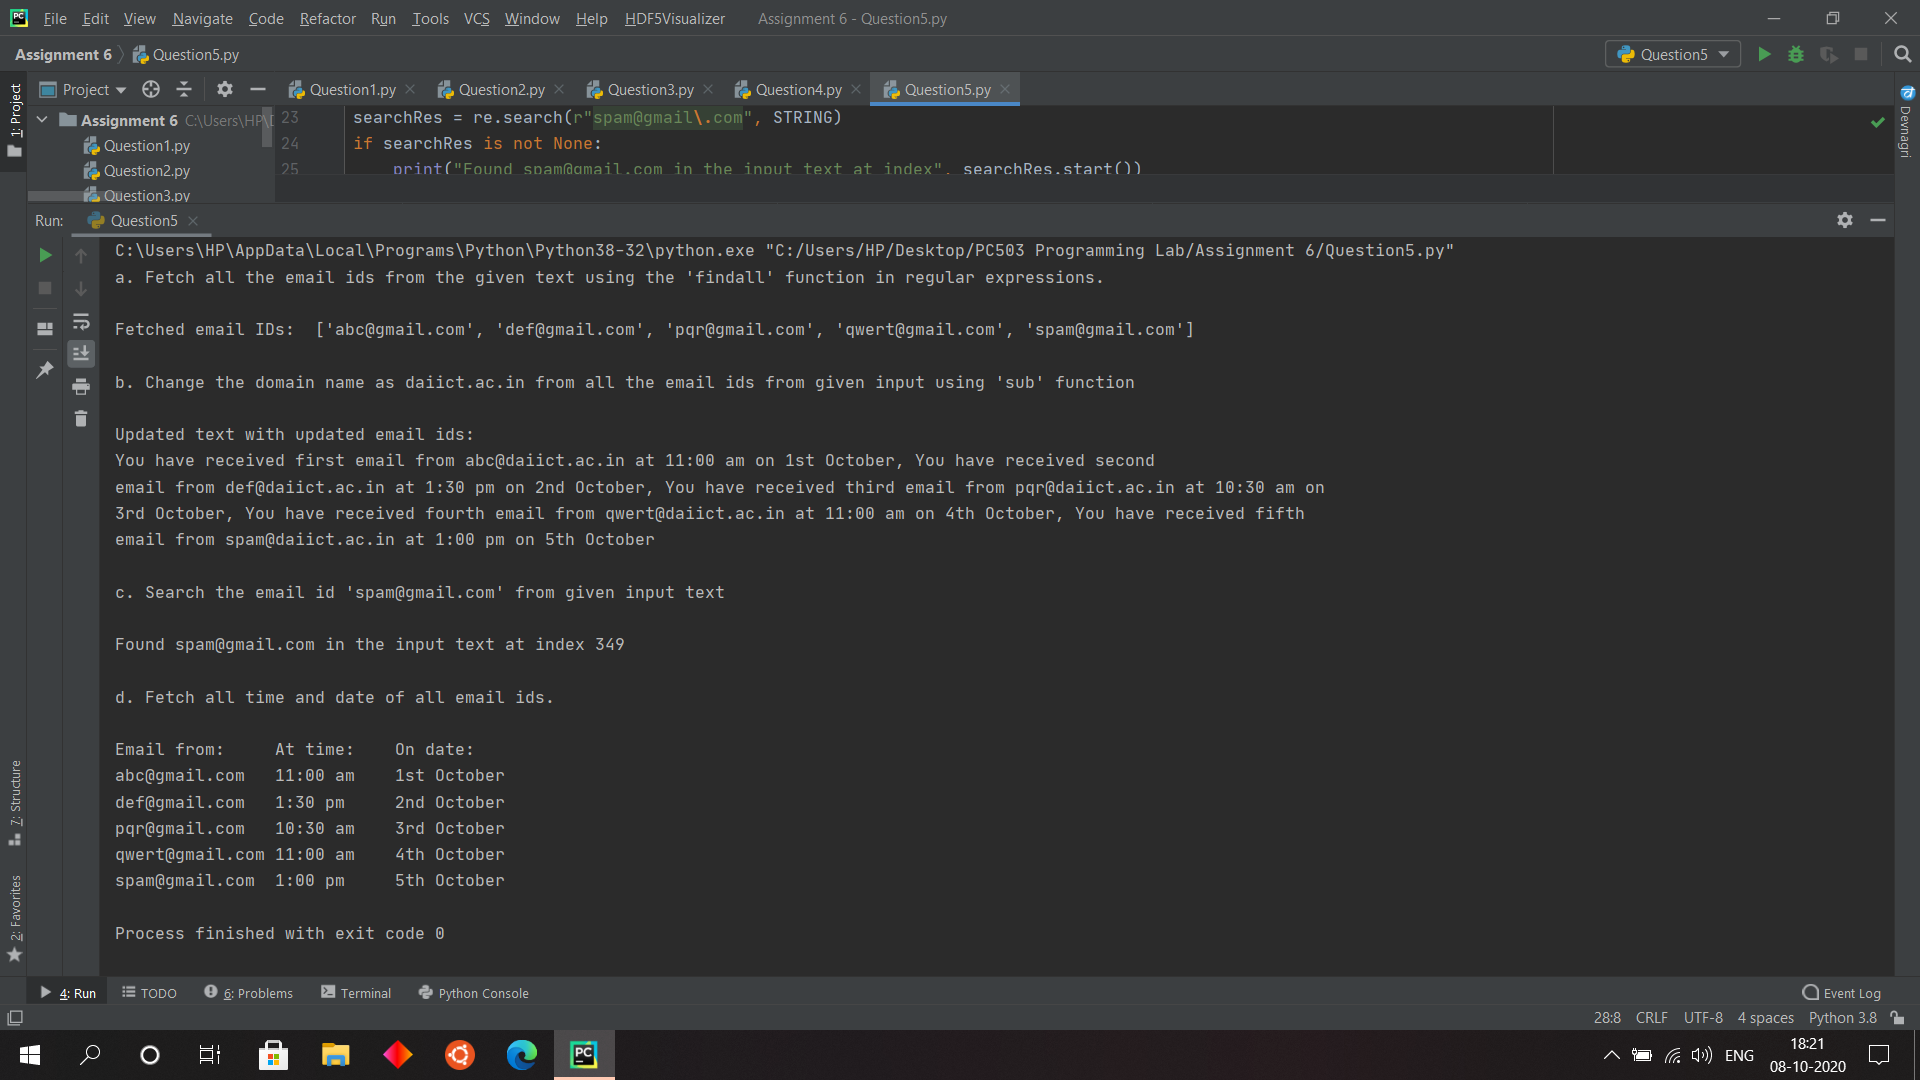 File Edit View Navigate Code Refactor Run Tools VCS Window Help HDF5Visualizer Assignment 6 - Question5.py
Assignment 6 Question5.py Question5
1: Project
Project Question1.py Question2.py Question3.py Question4.py Question5.py
Assignment 6 C:\Users\HP\
Question1.py
Question2.py
Question3.py
23 searchRes = re.search(r"spam@gmail\.com", STRING)
24 if searchRes is not None:
25 print("Found spam@gmail.com in the input text at index", searchRes.start())
Devnagri
Run: Question5
C:\Users\HP\AppData\Local\Programs\Python\Python38-32\python.exe "C:/Users/HP/Desktop/PC503 Programming Lab/Assignment 6/Question5.py"
a. Fetch all the email ids from the given text using the 'findall' function in regular expressions.
Fetched email IDs:  ['abc@gmail.com', 'def@gmail.com', 'pqr@gmail.com', 'qwert@gmail.com', 'spam@gmail.com']
b. Change the domain name as daiict.ac.in from all the email ids from given input using 'sub' function
Updated text with updated email ids:
You have received first email from abc@daiict.ac.in at 11:00 am on 1st October, You have received second
email from def@daiict.ac.in at 1:30 pm on 2nd October, You have received third email from pqr@daiict.ac.in at 10:30 am on
3rd October, You have received fourth email from qwert@daiict.ac.in at 11:00 am on 4th October, You have received fifth
email from spam@daiict.ac.in at 1:00 pm on 5th October
c. Search the email id 'spam@gmail.com' from given input text
Found spam@gmail.com in the input text at index 349
d. Fetch all time and date of all email ids.
Email from: At time: On date:
abc@gmail.com 11:00 am 1st October
def@gmail.com 1:30 pm 2nd October
pqr@gmail.com 10:30 am 3rd October
qwert@gmail.com 11:00 am 4th October
spam@gmail.com 1:00 pm 5th October
Process finished with exit code 0
7: Structure
2: Favorites
4: Run TODO 6: Problems Terminal Python Console Event Log
28:8 CRLF UTF-8 4 spaces Python 3.8
ENG 18:21
08-10-2020